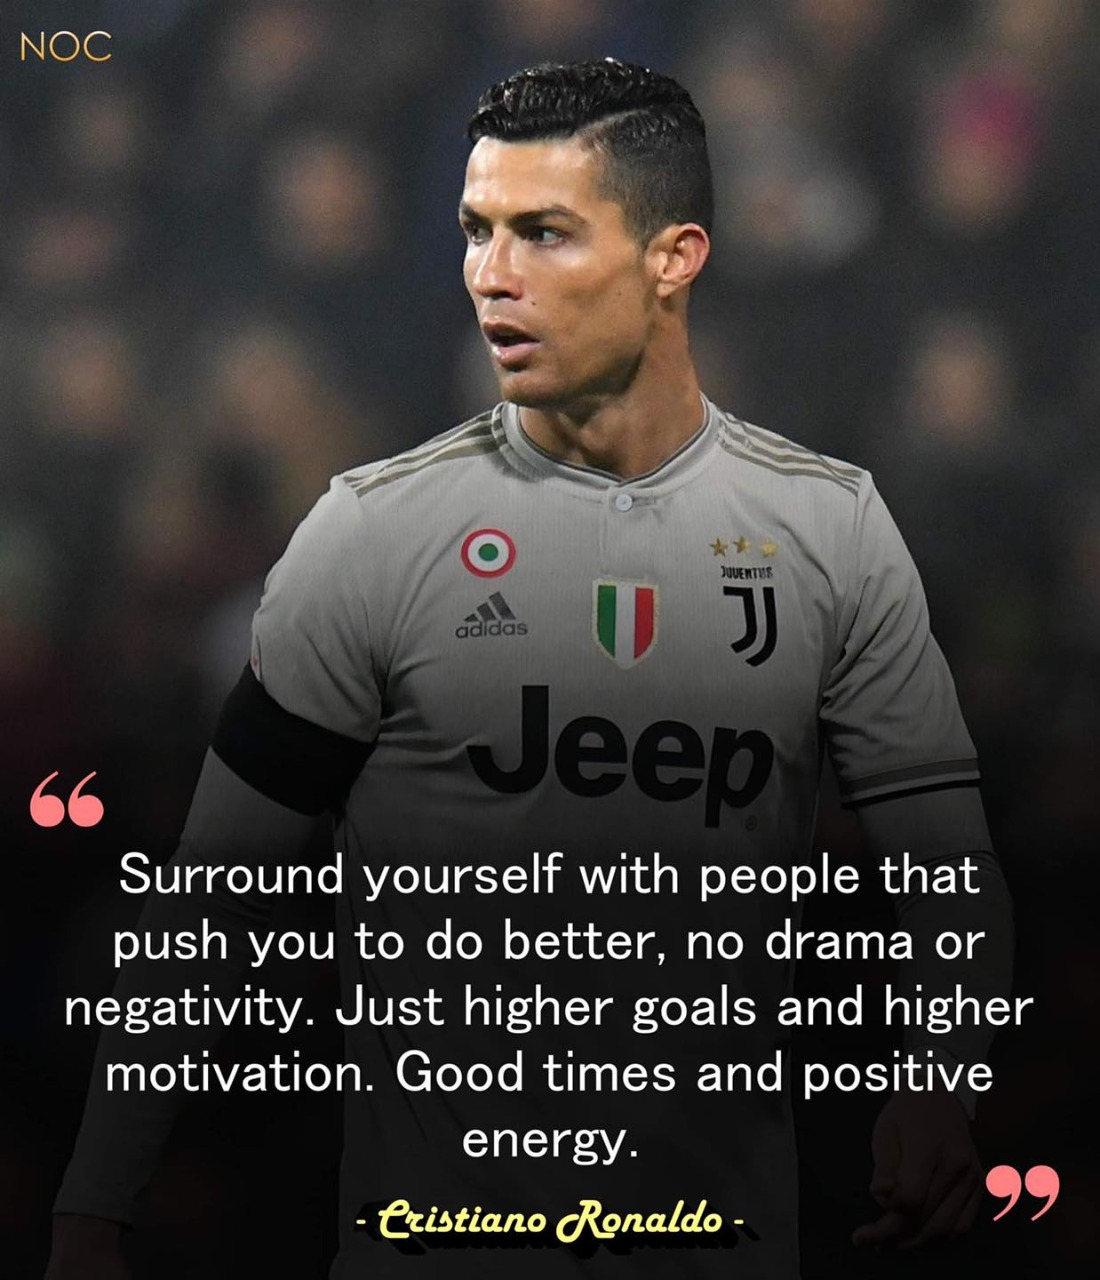 NOC
JUVENTUS
adidas
Jeep
“
Surround yourself with people that
push you to do better, no drama or
negativity. Just higher goals and higher
motivation. Good times and positive
energy.
”
- Cristiano Ronaldo -